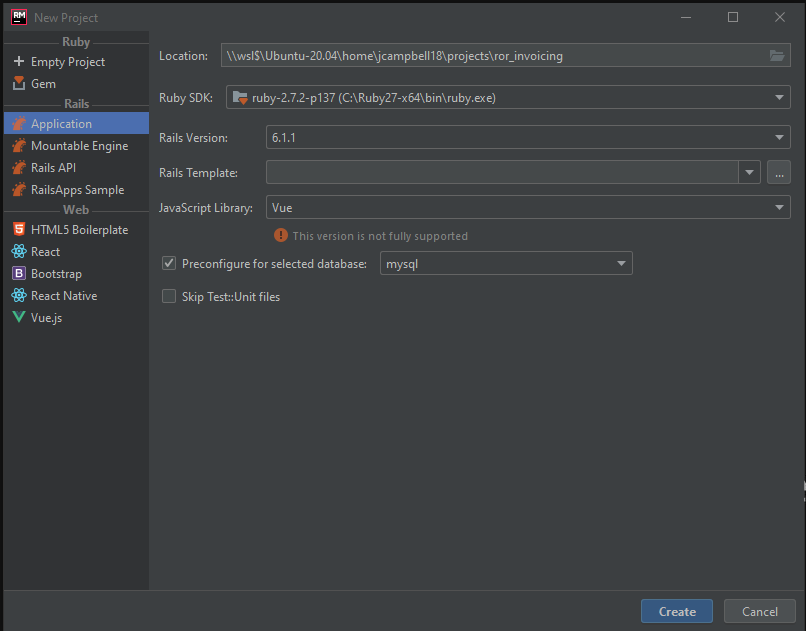 RM New Project
Ruby
Empty Project
Gem
Rails
Application
Mountable Engine
Rails API
RailsApps Sample
Web
HTML5 Boilerplate
React
B Bootstrap
React Native
Vue.js
Location: \\wsl$\Ubuntu-20.04\home\jcampbell18\projects\ror_invoicing
Ruby SDK: ruby-2.7.2-p137 (C:\Ruby27-x64\bin\ruby.exe)
Rails Version: 6.1.1
Rails Template: ...
JavaScript Library: Vue
This version is not fully supported
Preconfigure for selected database: mysql
Skip Test::Unit files
Create Cancel